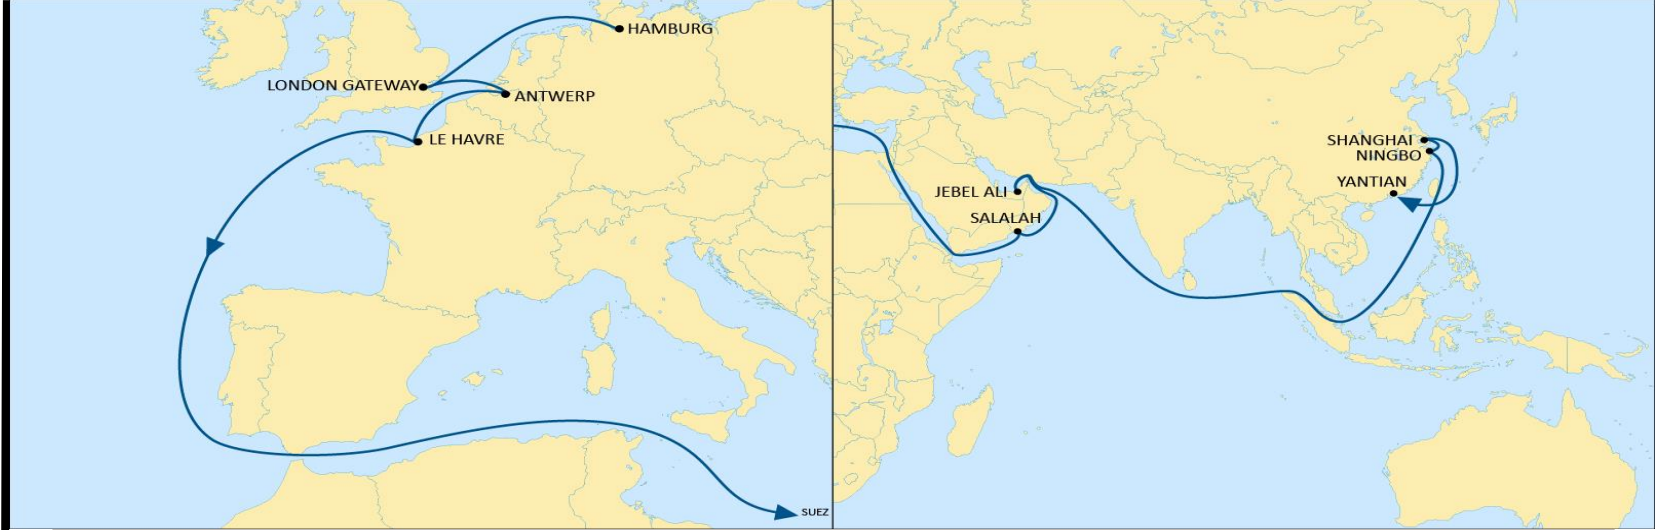 HAMBURG
LONDON GATEWAY
ANTWERP
LE HAVRE
SUEZ
SHANGHAI
NINGBO
YANTIAN
JEBEL ALI
SALALAH